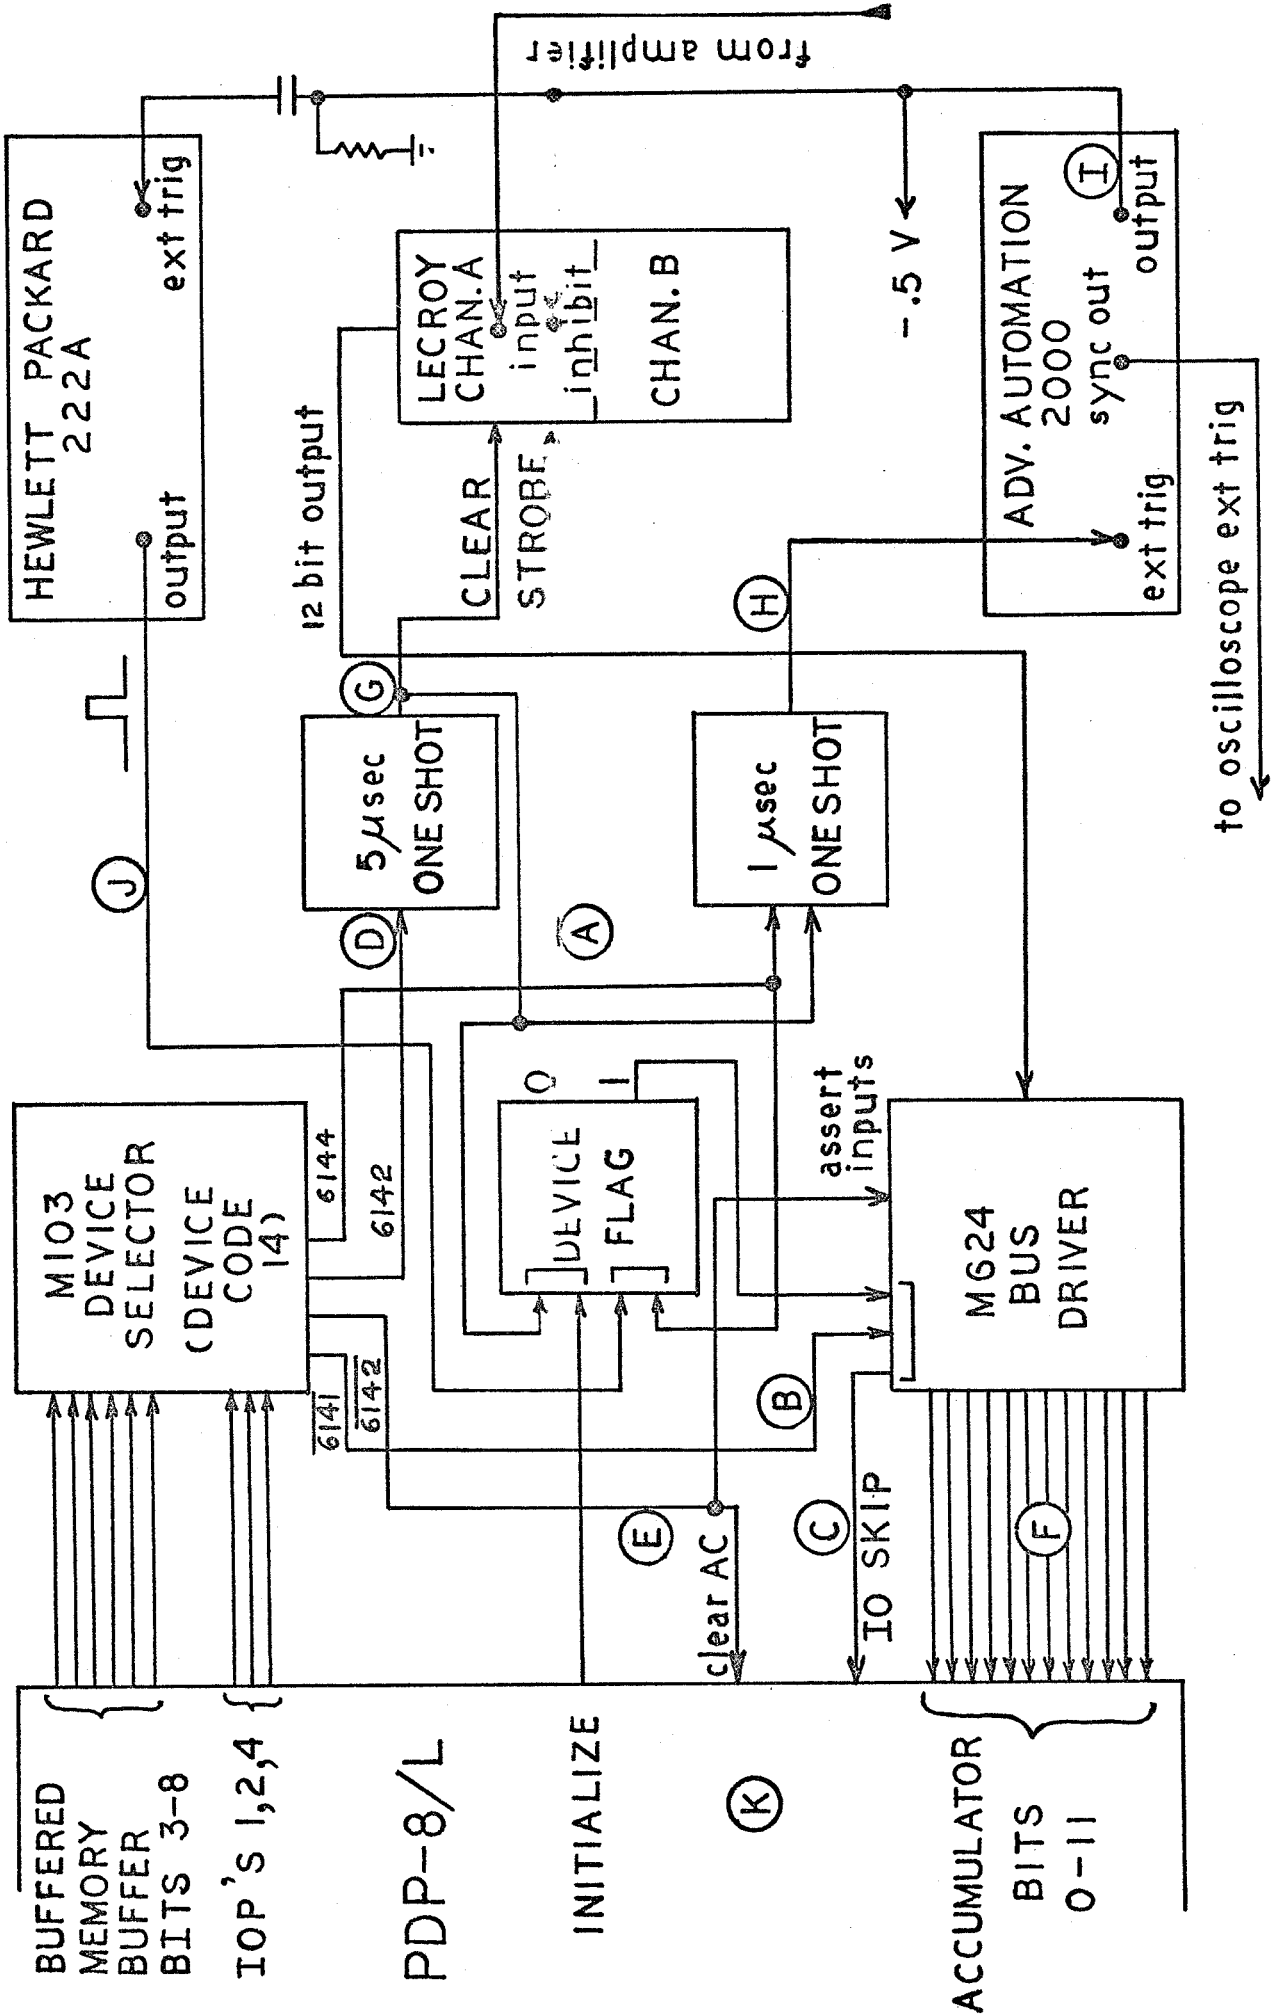 BUFFERED
MEMORY
BUFFER
BITS 3-8
IOP'S 1,2,4
PDP-8/L
INITIALIZE
K
ACCUMULATOR
BITS
0-11
M103
DEVICE
SELECTOR
(DEVICE
CODE
14)
6141
6142
6142
6144
E
clear AC
B
C
IO SKIP
F
DEVICE
FLAG
0
1
assert
inputs
M624
BUS
DRIVER
J
D
5 μsec
ONE SHOT
G
A
1 μsec
ONE SHOT
H
HEWLETT PACKARD
222A
output
ext trig
12 bit output
CLEAR
STROBE
LECROY
CHAN. A
input
inhibit
CHAN. B
from amplifier
-.5 V
ADV. AUTOMATION
2000
sync out
ext trig
output
I
to oscilloscope ext trig